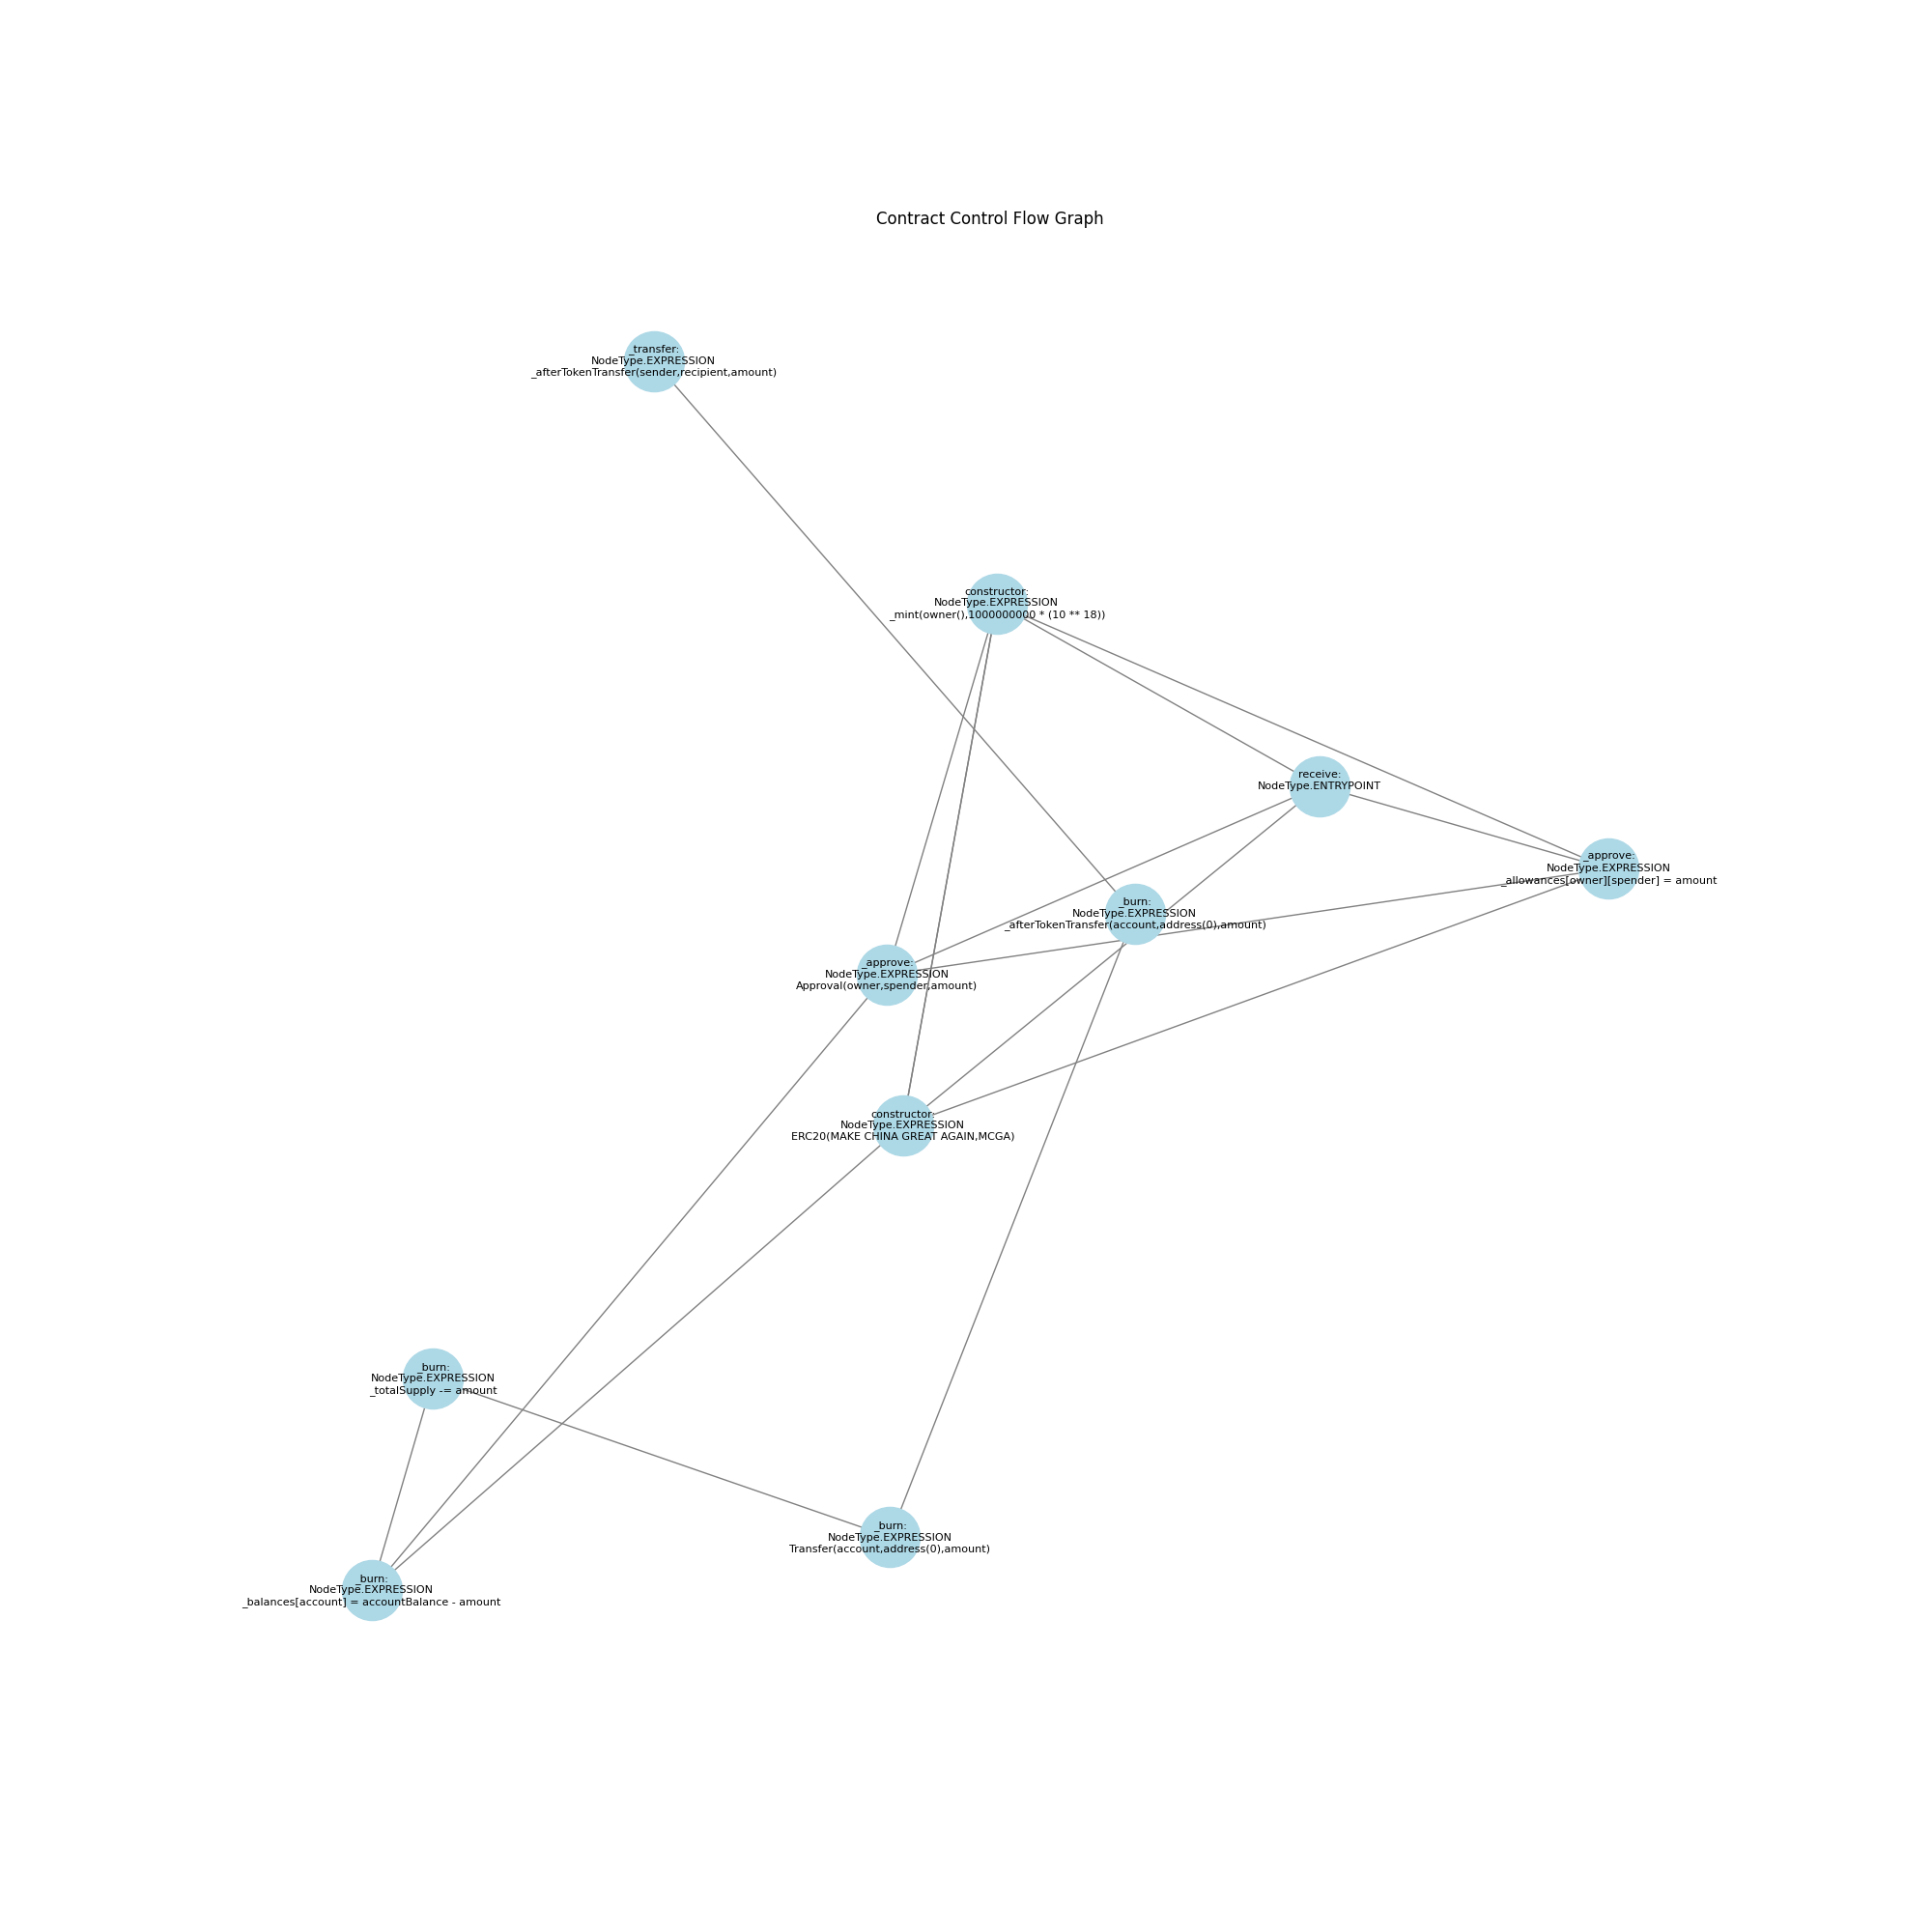 Contract Control Flow Graph
_transfer:
NodeType.EXPRESSION
_afterTokenTransfer(sender,recipient,amount)
constructor:
NodeType.EXPRESSION
_mint(owner(),1000000000 * (10 ** 18))
receive:
NodeType.ENTRYPOINT
_approve:
NodeType.EXPRESSION
_allowances[owner][spender] = amount
_burn:
NodeType.EXPRESSION
_afterTokenTransfer(account,address(0),amount)
_approve:
NodeType.EXPRESSION
Approval(owner,spender,amount)
constructor:
NodeType.EXPRESSION
ERC20(MAKE CHINA GREAT AGAIN,MCGA)
_burn:
NodeType.EXPRESSION
_totalSupply -= amount
_burn:
NodeType.EXPRESSION
Transfer(account,address(0),amount)
_burn:
NodeType.EXPRESSION
_balances[account] = accountBalance - amount